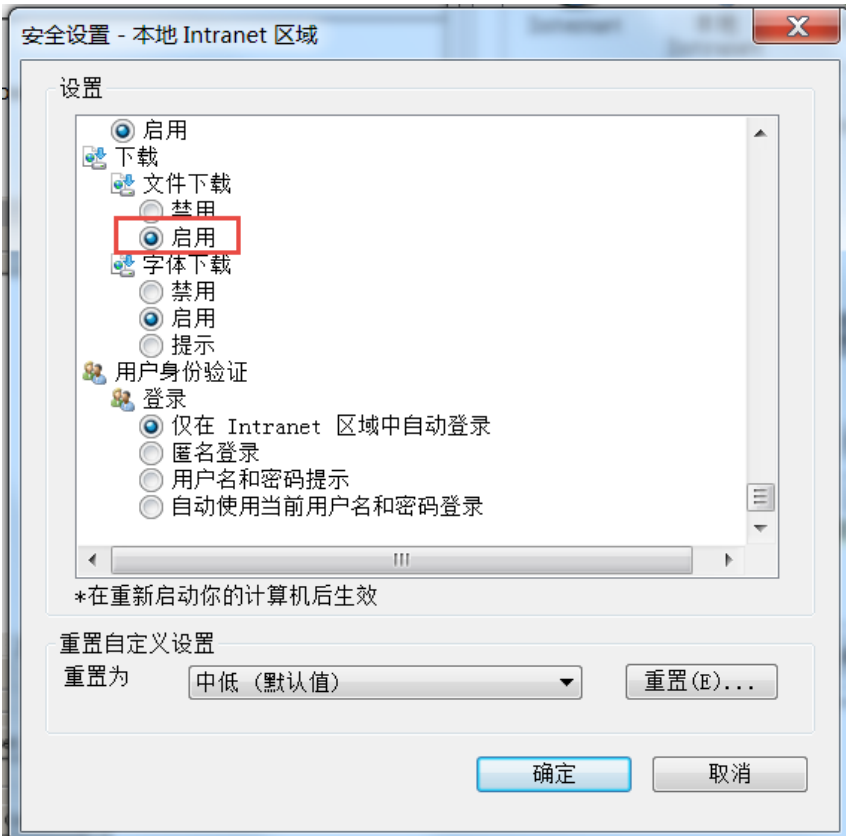 安全设置 - 本地 Intranet 区域
设置
启用
下载
文件下载
禁用
启用
字体下载
禁用
启用
提示
用户身份验证
登录
仅在 Intranet 区域中自动登录
匿名登录
用户名和密码提示
自动使用当前用户名和密码登录
*在重新启动你的计算机后生效
重置自定义设置
重置为
中低 (默认值)
重置(E)...
确定
取消